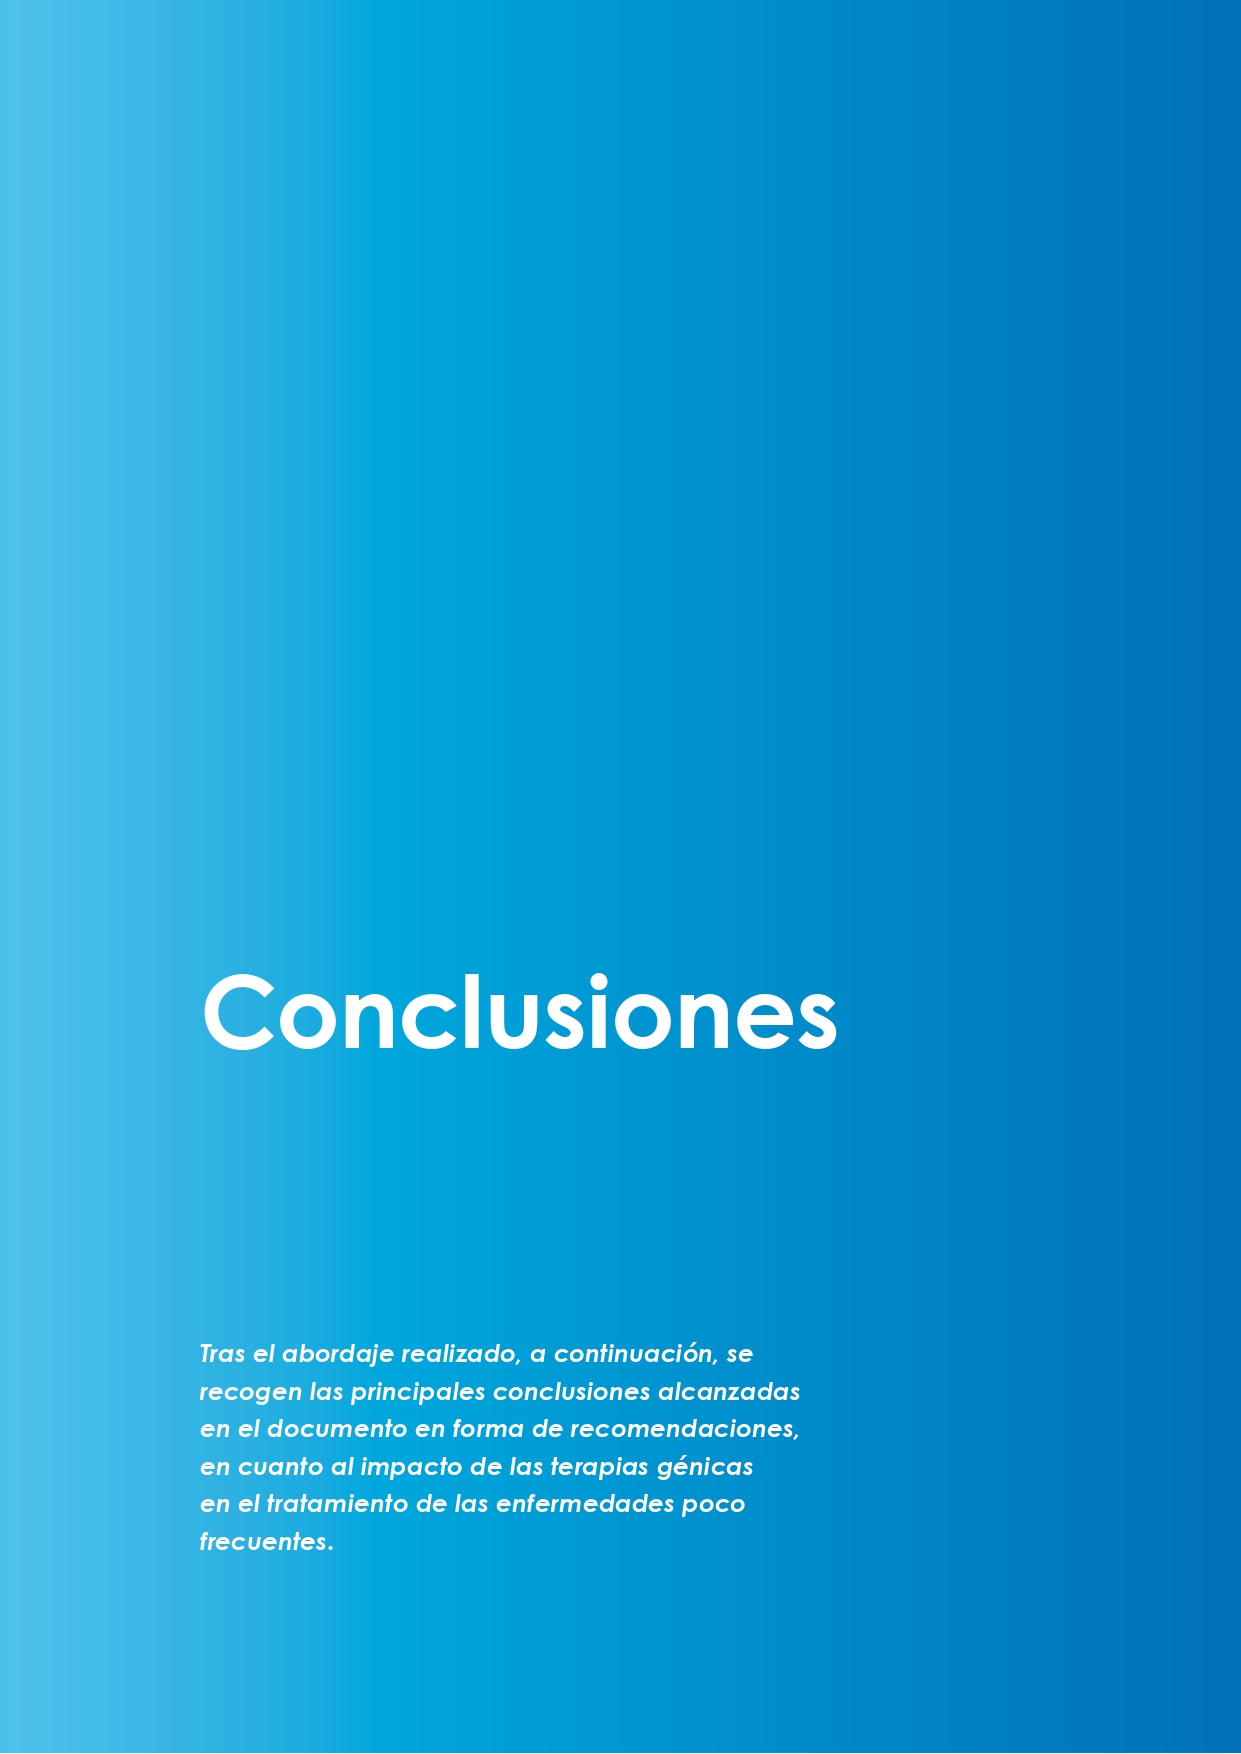 Conclusiones
Tras el abordaje realizado, a continuación, se
recogen las principales conclusiones alcanzadas
en el documento en forma de recomendaciones,
en cuanto al impacto de las terapias génicas
en el tratamiento de las enfermedades poco
frecuentes.